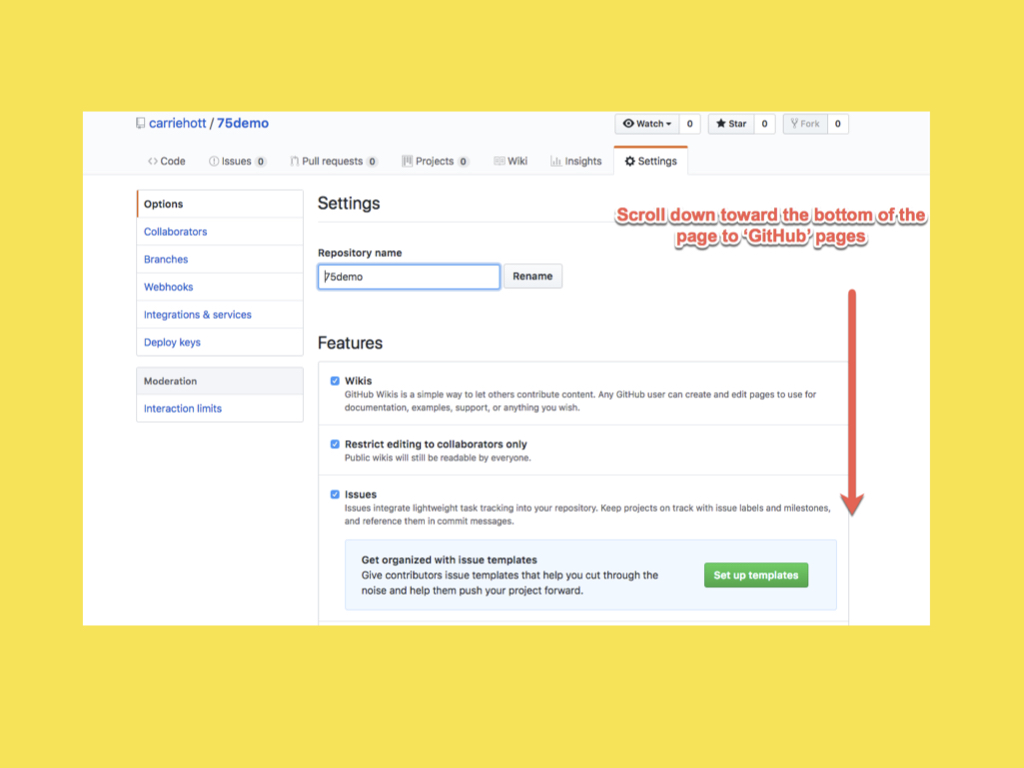 carriehott / 75demo
Watch 0 Star 0 Fork 0
Code Issues 0 Pull requests 0 Projects 0 Wiki Insights Settings
Options
Collaborators
Branches
Webhooks
Integrations & services
Deploy keys
Moderation
Interaction limits
Settings
Scroll down toward the bottom of the
page to ‘GitHub’ pages
Repository name
75demo Rename
Features
Wikis
GitHub Wikis is a simple way to let others contribute content. Any GitHub user can create and edit pages to use for
documentation, examples, support, or anything you wish.
Restrict editing to collaborators only
Public wikis will still be readable by everyone.
Issues
Issues integrate lightweight task tracking into your repository. Keep projects on track with issue labels and milestones,
and reference them in commit messages.
Get organized with issue templates
Give contributors issue templates that help you cut through the
noise and help them push your project forward.
Set up templates